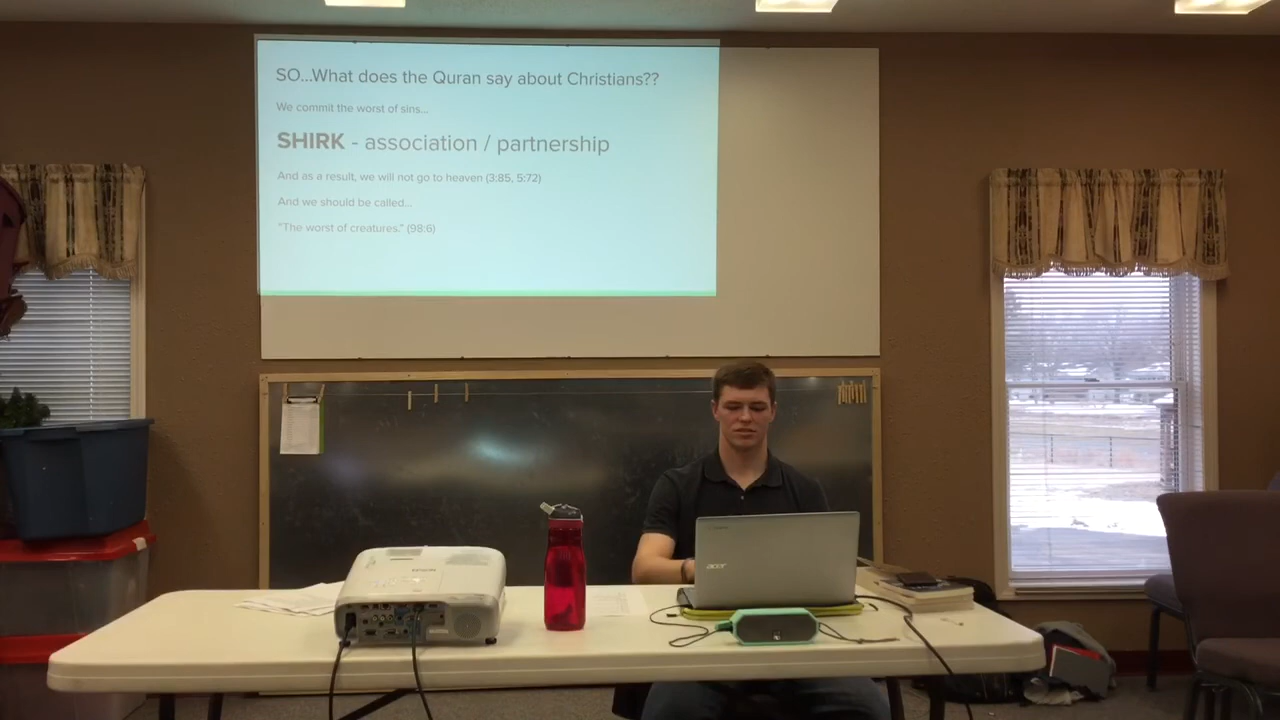 SO...What does the Quran say about Christians??
We commit the worst of sins...
SHIRK - association / partnership
And as a result, we will not go to heaven (3:85, 5:72)
And we should be called...
"The worst of creatures." (98:6)
EPSON
acer